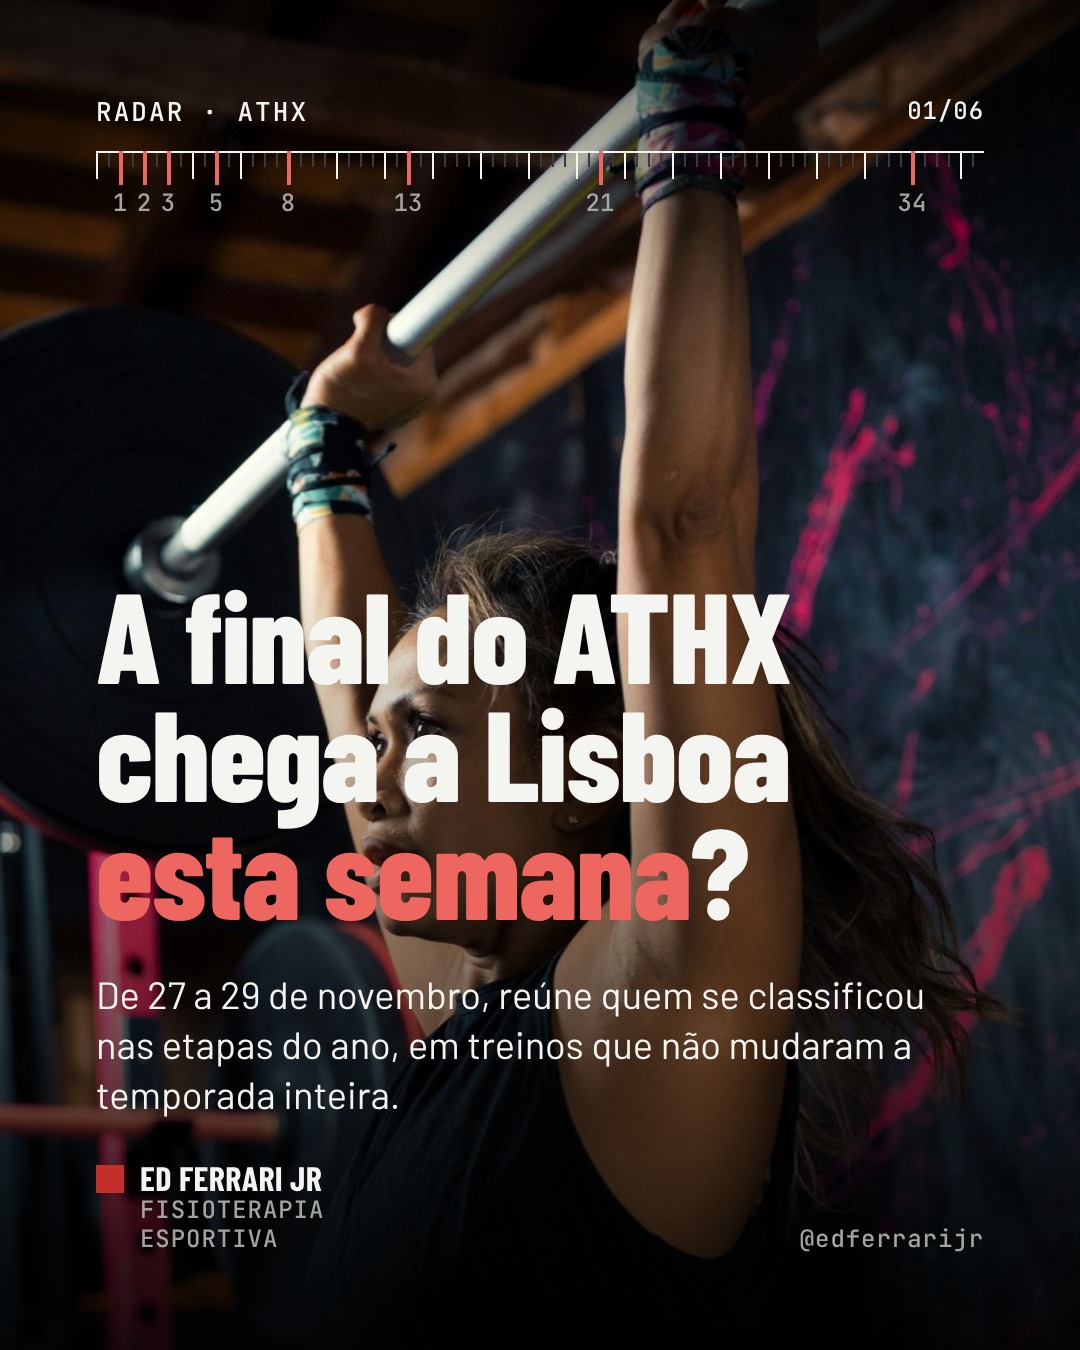 RADAR · ATHX
01/06
1 2 3 5 8 13 21 34
A final do ATHX
chega a Lisboa
esta semana?
De 27 a 29 de novembro, reúne quem se classificou
nas etapas do ano, em treinos que não mudaram a
temporada inteira.
ED FERRARI JR
FISIOTERAPIA
ESPORTIVA
@edferrarijr